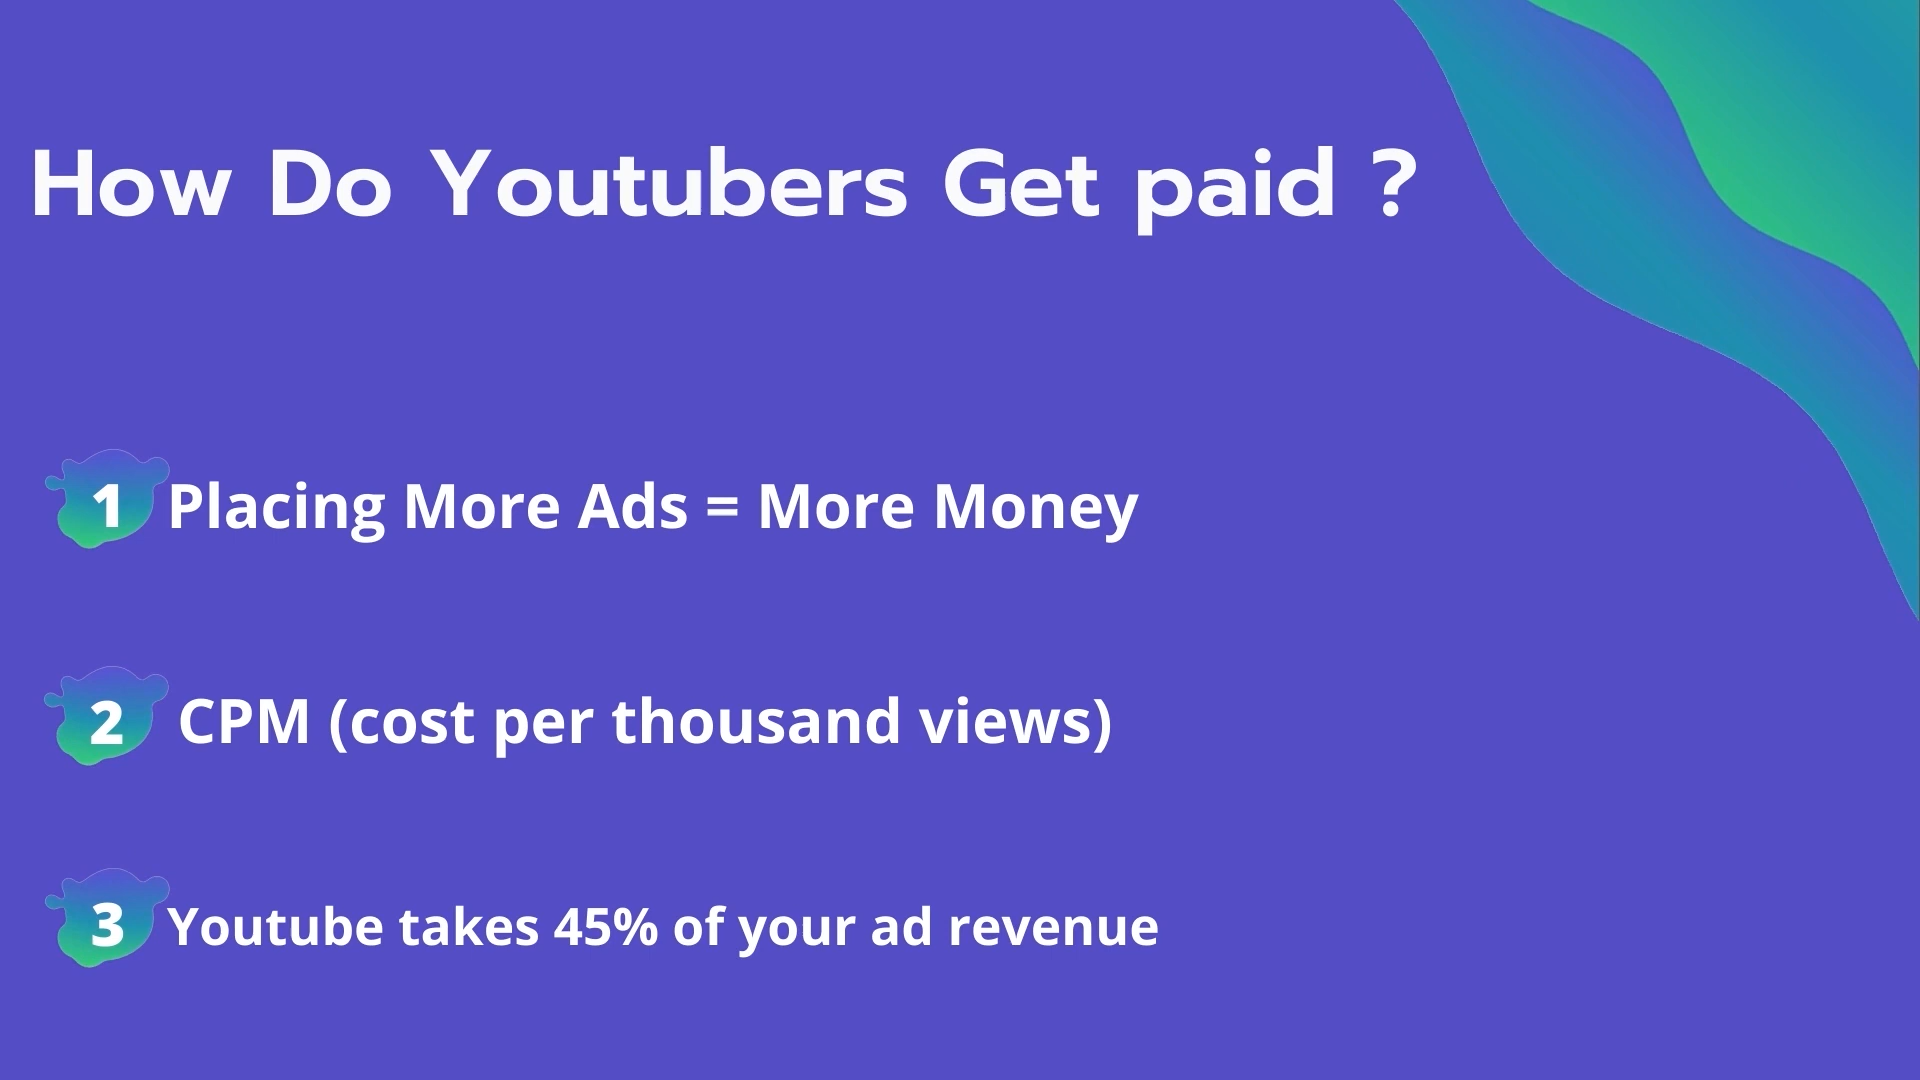 How Do Youtubers Get paid ?
1 Placing More Ads = More Money
2 CPM (cost per thousand views)
3 Youtube takes 45% of your ad revenue